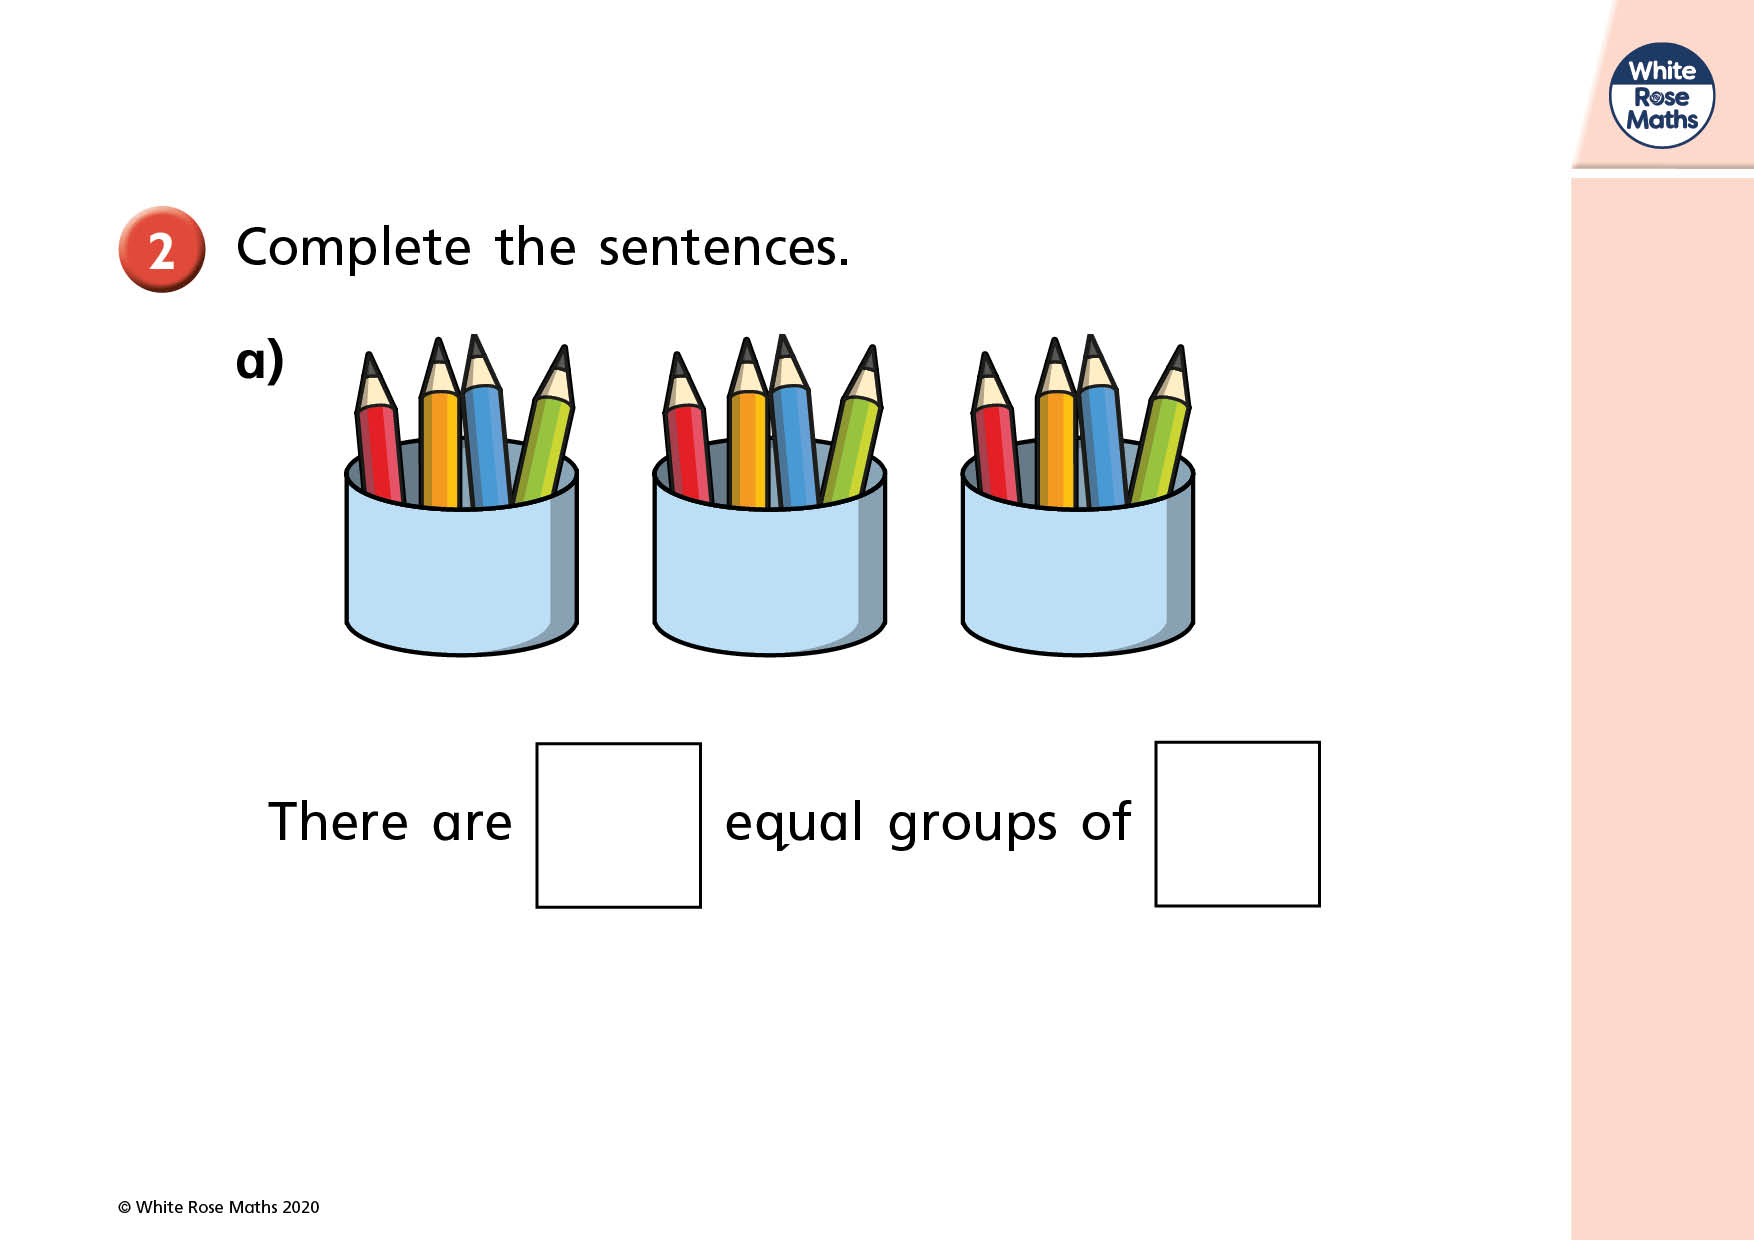 White
Rose
Maths
2 Complete the sentences.
a)
There are equal groups of
© White Rose Maths 2020